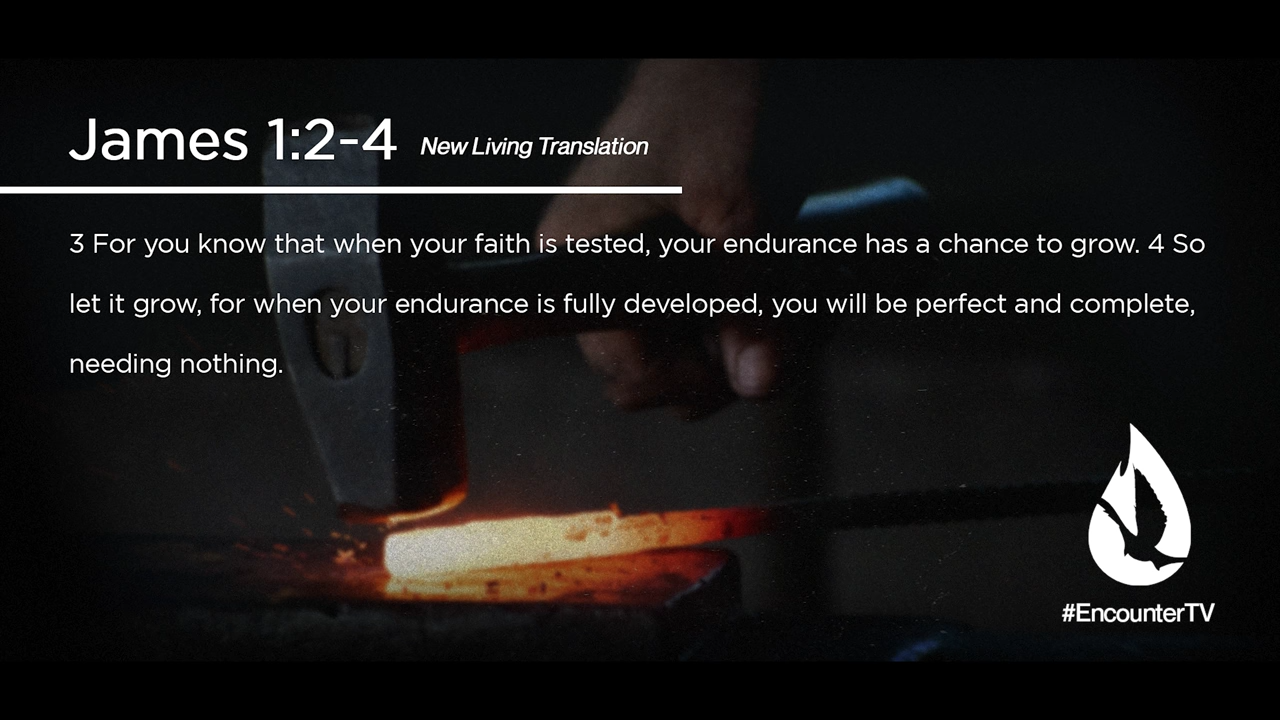 James 1:2-4 New Living Translation
3 For you know that when your faith is tested, your endurance has a chance to grow. 4 So
let it grow, for when your endurance is fully developed, you will be perfect and complete,
needing nothing.
#EncounterTV